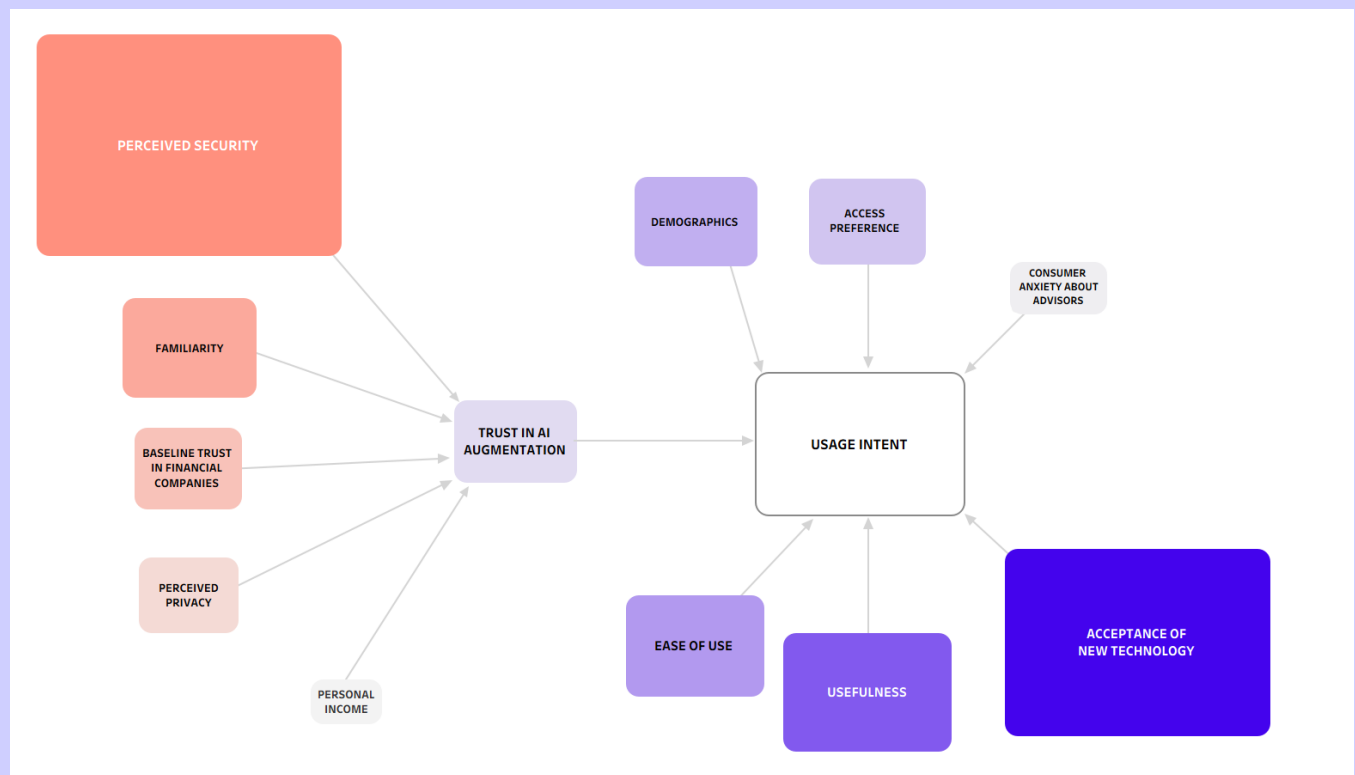 PERCEIVED SECURITY
DEMOGRAPHICS
ACCESS
PREFERENCE
CONSUMER
ANXIETY ABOUT
ADVISORS
FAMILIARITY
BASELINE TRUST
IN FINANCIAL
COMPANIES
TRUST IN AI
AUGMENTATION
USAGE INTENT
PERCEIVED
PRIVACY
PERSONAL
INCOME
EASE OF USE
USEFULNESS
ACCEPTANCE OF
NEW TECHNOLOGY